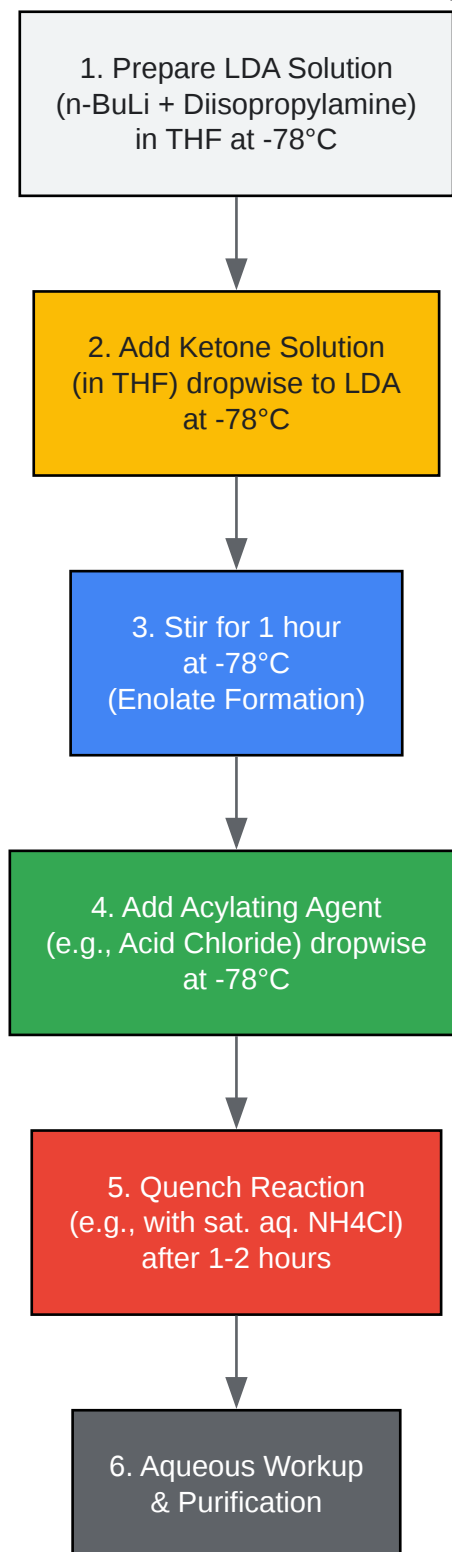 1. Prepare LDA Solution
(n-BuLi + Diisopropylamine)
in THF at -78°C
2. Add Ketone Solution
(in THF) dropwise to LDA
at -78°C
3. Stir for 1 hour
at -78°C
(Enolate Formation)
4. Add Acylating Agent
(e.g., Acid Chloride) dropwise
at -78°C
5. Quench Reaction
(e.g., with sat. aq. NH4Cl)
after 1-2 hours
6. Aqueous Workup
& Purification